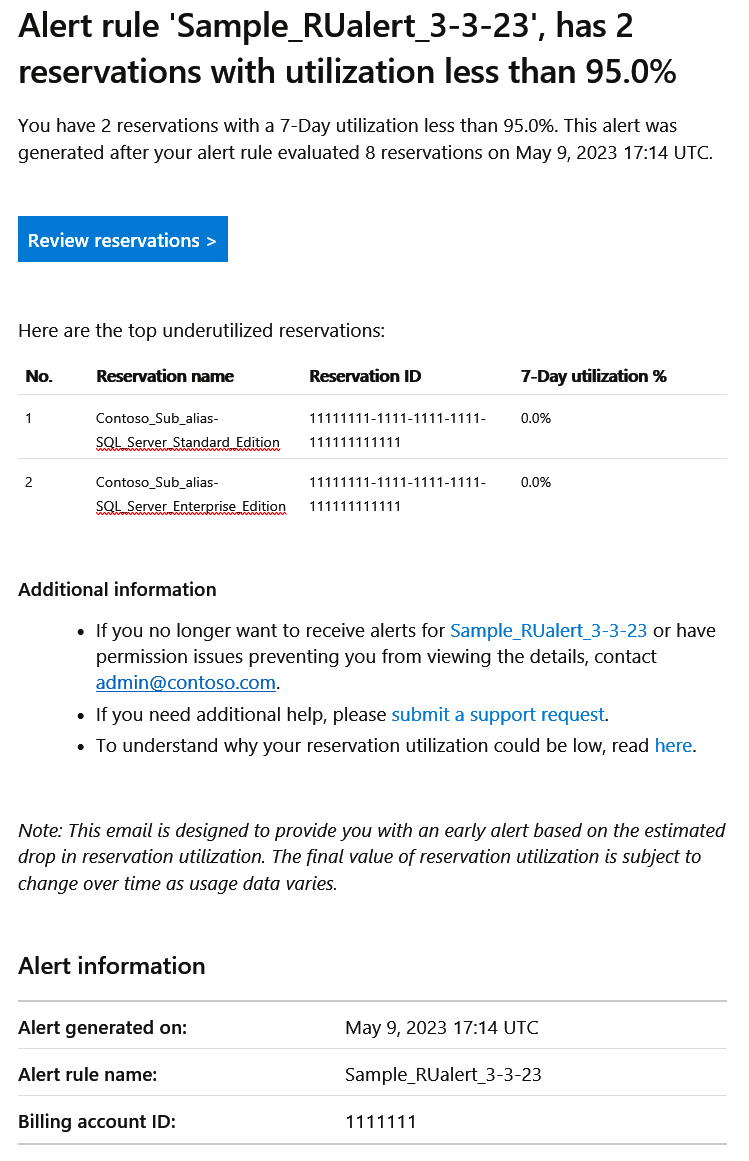 Alert rule 'Sample_RUalert_3-3-23', has 2
reservations with utilization less than 95.0%
You have 2 reservations with a 7-Day utilization less than 95.0%. This alert was
generated after your alert rule evaluated 8 reservations on May 9, 2023 17:14 UTC.
Review reservations >
Here are the top underutilized reservations:
No. Reservation name Reservation ID 7-Day utilization %
1 Contoso_Sub_alias- 11111111-1111-1111-1111- 0.0%
SQL_Server_Standard_Edition 111111111111
2 Contoso_Sub_alias- 11111111-1111-1111-1111- 0.0%
SQL_Server_Enterprise_Edition 111111111111
Additional information
• If you no longer want to receive alerts for Sample_RUalert_3-3-23 or have
permission issues preventing you from viewing the details, contact
admin@contoso.com.
• If you need additional help, please submit a support request.
• To understand why your reservation utilization could be low, read here.
Note: This email is designed to provide you with an early alert based on the estimated
drop in reservation utilization. The final value of reservation utilization is subject to
change over time as usage data varies.
Alert information
Alert generated on: May 9, 2023 17:14 UTC
Alert rule name: Sample_RUalert_3-3-23
Billing account ID: 1111111